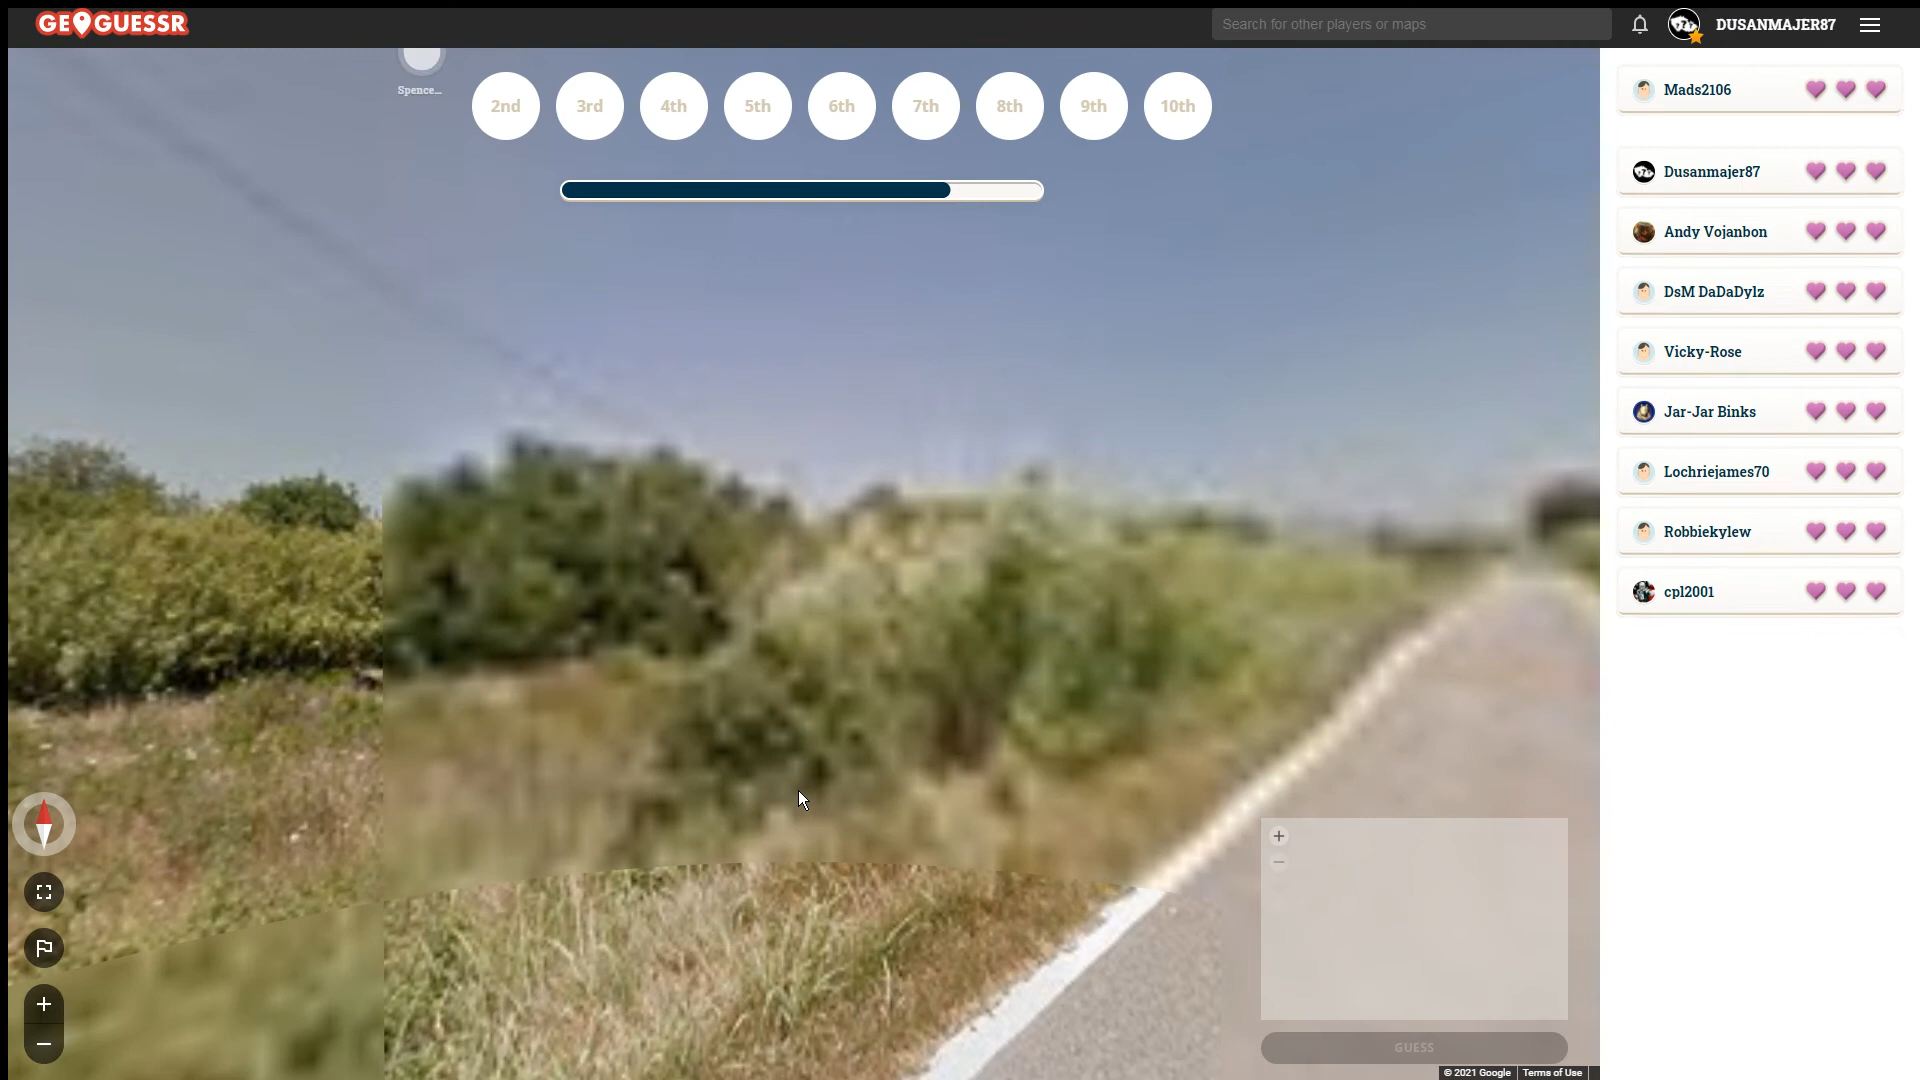 GEOGUESSR
Search for other players or maps
DUSANMAJER87
Spence...
2nd
3rd
4th
5th
6th
7th
8th
9th
10th
Mads2106
Dusanmajer87
Andy Vojanbon
DsM DaDaDylz
Vicky-Rose
Jar-Jar Binks
Lochriejames70
Robbiekylew
cpl2001
GUESS
© 2021 Google
Terms of Use